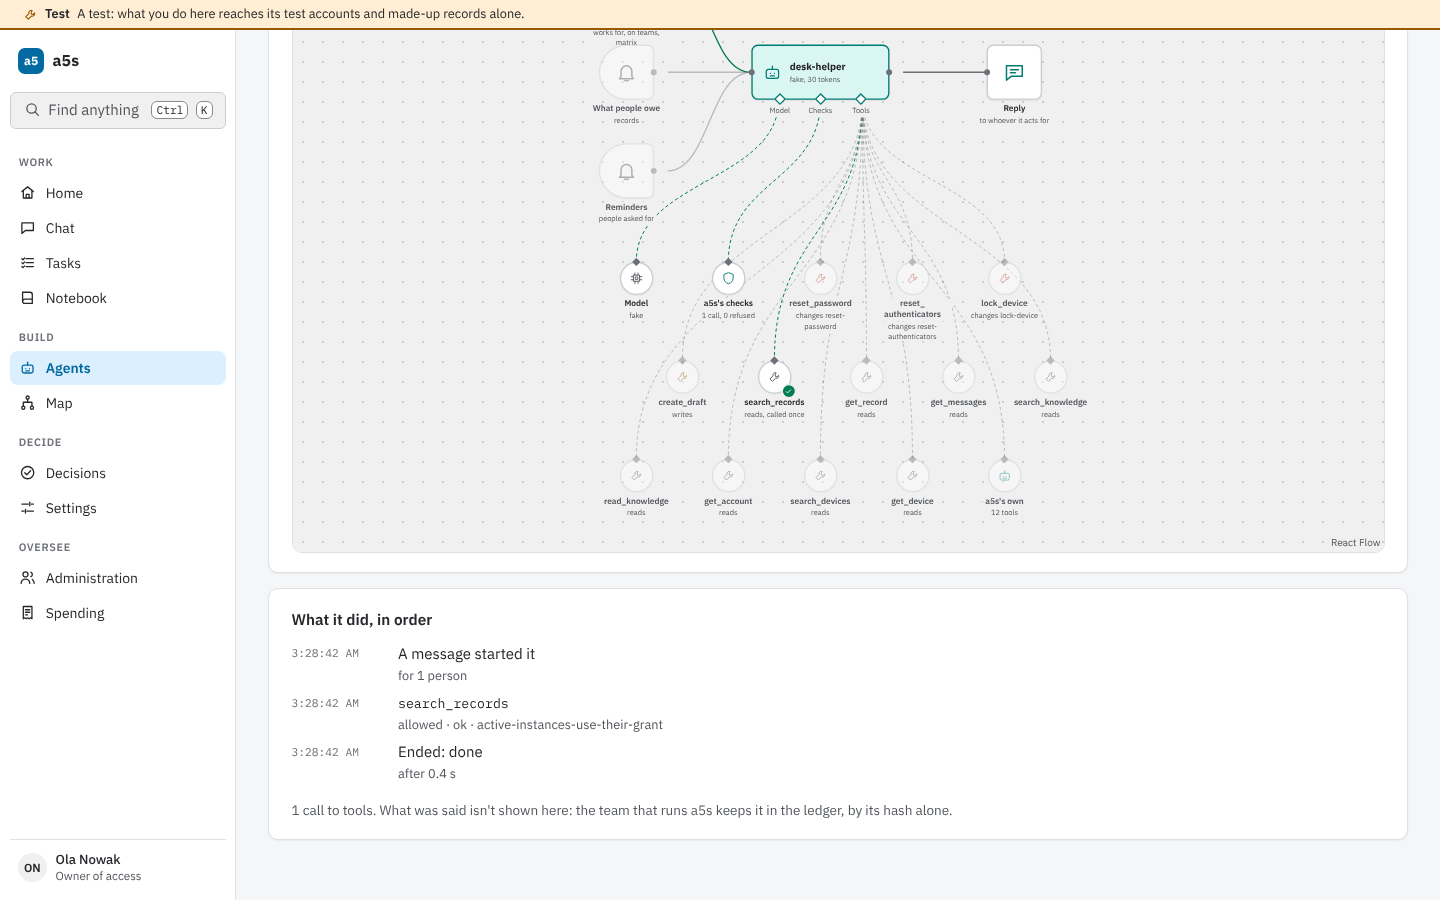 Test A test: what you do here reaches its test accounts and made-up records alone.
a5 a5s
Find anything Ctrl K
WORK
Home
Chat
Tasks
Notebook
BUILD
Agents
Map
DECIDE
Decisions
Settings
OVERSEE
Administration
Spending
ON
Ola Nowak
Owner of access
works for, on teams,
matrix
What people owe
records
desk-helper
fake, 30 tokens
Model Checks Tools
Reply
to whoever it acts for
Reminders
people asked for
Model
fake
a5s's checks
1 call, 0 refused
reset_password
changes reset-
password
reset_
authenticators
changes reset-
authenticators
lock_device
changes lock-device
create_draft
writes
search_records
reads, called once
get_record
reads
get_messages
reads
search_knowledge
reads
read_knowledge
reads
get_account
reads
search_devices
reads
get_device
reads
a5s's own
12 tools
React Flow
What it did, in order
3:28:42 AM A message started it
for 1 person
3:28:42 AM search_records
allowed · ok · active-instances-use-their-grant
3:28:42 AM Ended: done
after 0.4 s
1 call to tools. What was said isn't shown here: the team that runs a5s keeps it in the ledger, by its hash alone.